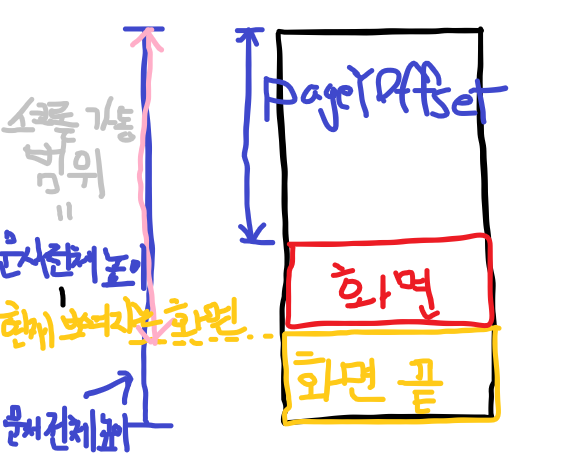 스크롤 가능
범위
=
문서전체 높이
-
현재 보여지는 화면
문서전체높이
pageYOffset
화면
화면 끝